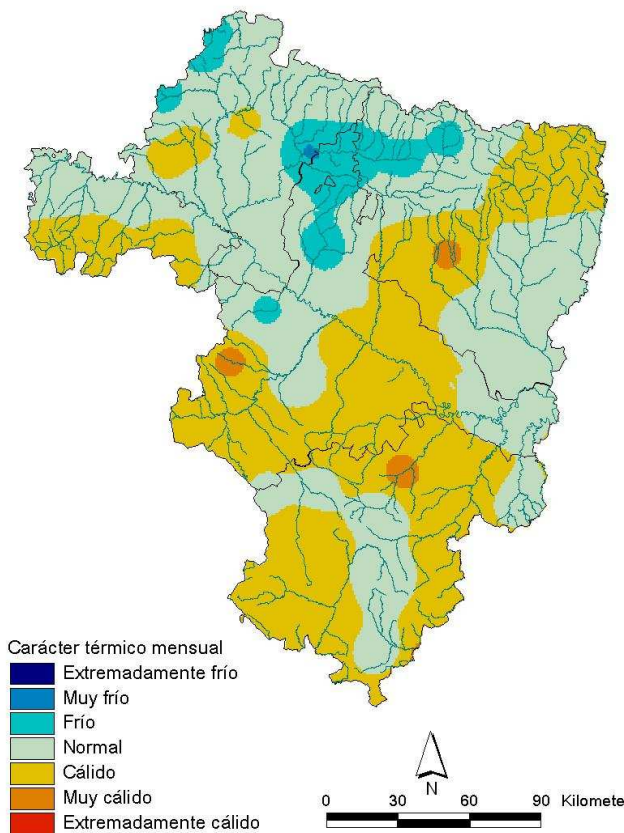 Carácter térmico mensual
Extremadamente frío
Muy frío
Frío
Normal
Cálido
Muy cálido
Extremadamente cálido
N
0 30 60 90 Kilomete